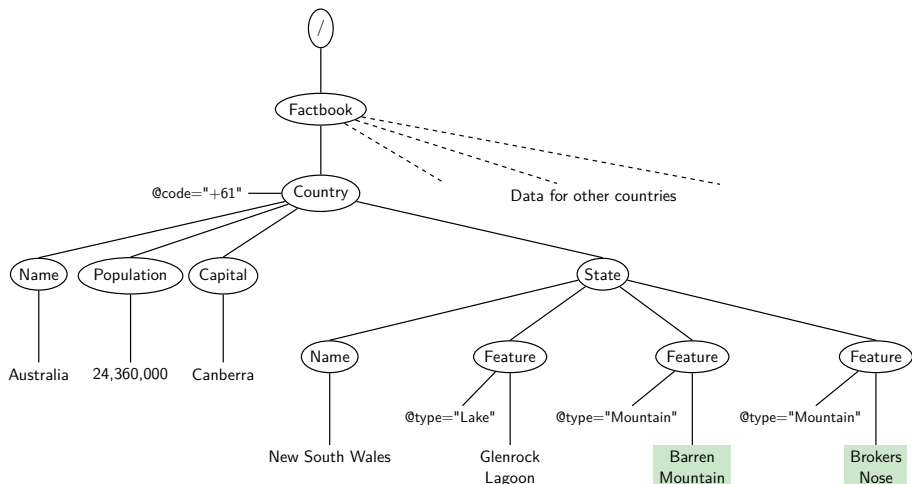 /
Factbook
@code="+61"
Country
Data for other countries
Name
Population
Capital
State
Name
Feature
Feature
Feature
Australia
24,360,000
Canberra
@type="Lake"
@type="Mountain"
@type="Mountain"
New South Wales
Glenrock
Lagoon
Barren
Mountain
Brokers
Nose